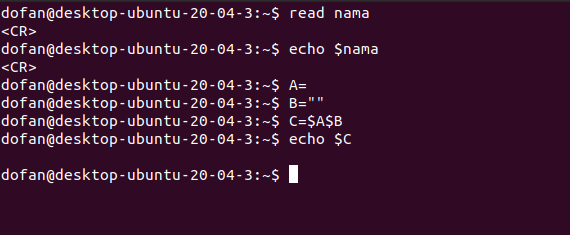 dofan@desktop-ubuntu-20-04-3:~$ read nama
<CR>
dofan@desktop-ubuntu-20-04-3:~$ echo $nama
<CR>
dofan@desktop-ubuntu-20-04-3:~$ A=
dofan@desktop-ubuntu-20-04-3:~$ B=""
dofan@desktop-ubuntu-20-04-3:~$ C=$A$B
dofan@desktop-ubuntu-20-04-3:~$ echo $C

dofan@desktop-ubuntu-20-04-3:~$